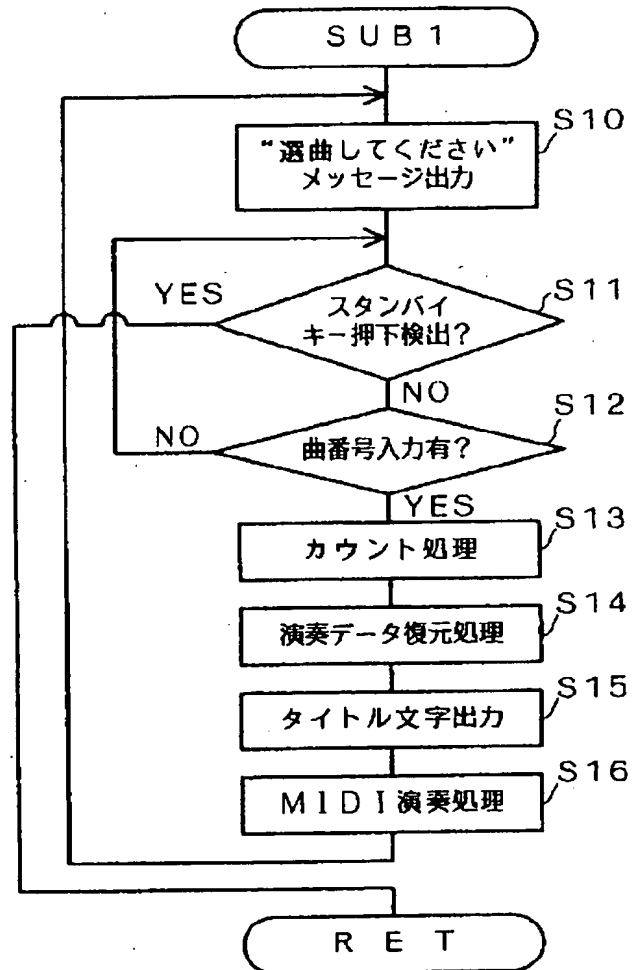 SUB1
S10
“選曲してください”
メッセージ出力
YES
S11
スタンバイ
キー押下検出?
NO
S12
NO
曲番号入力有?
YES
S13
カウント処理
S14
演奏データ復元処理
S15
タイトル文字出力
S16
MIDI演奏処理
RET